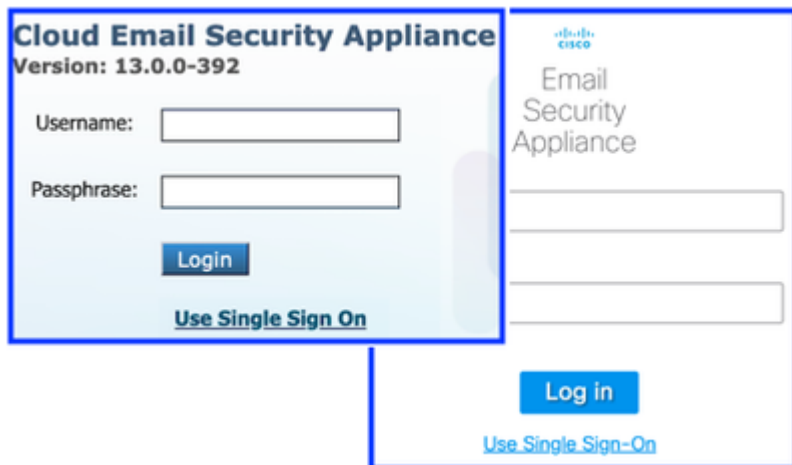 Cloud Email Security Appliance
Version: 13.0.0-392
Username:
Passphrase:
Login
Use Single Sign On
CISCO
Email
Security
Appliance
Log in
Use Single Sign-On